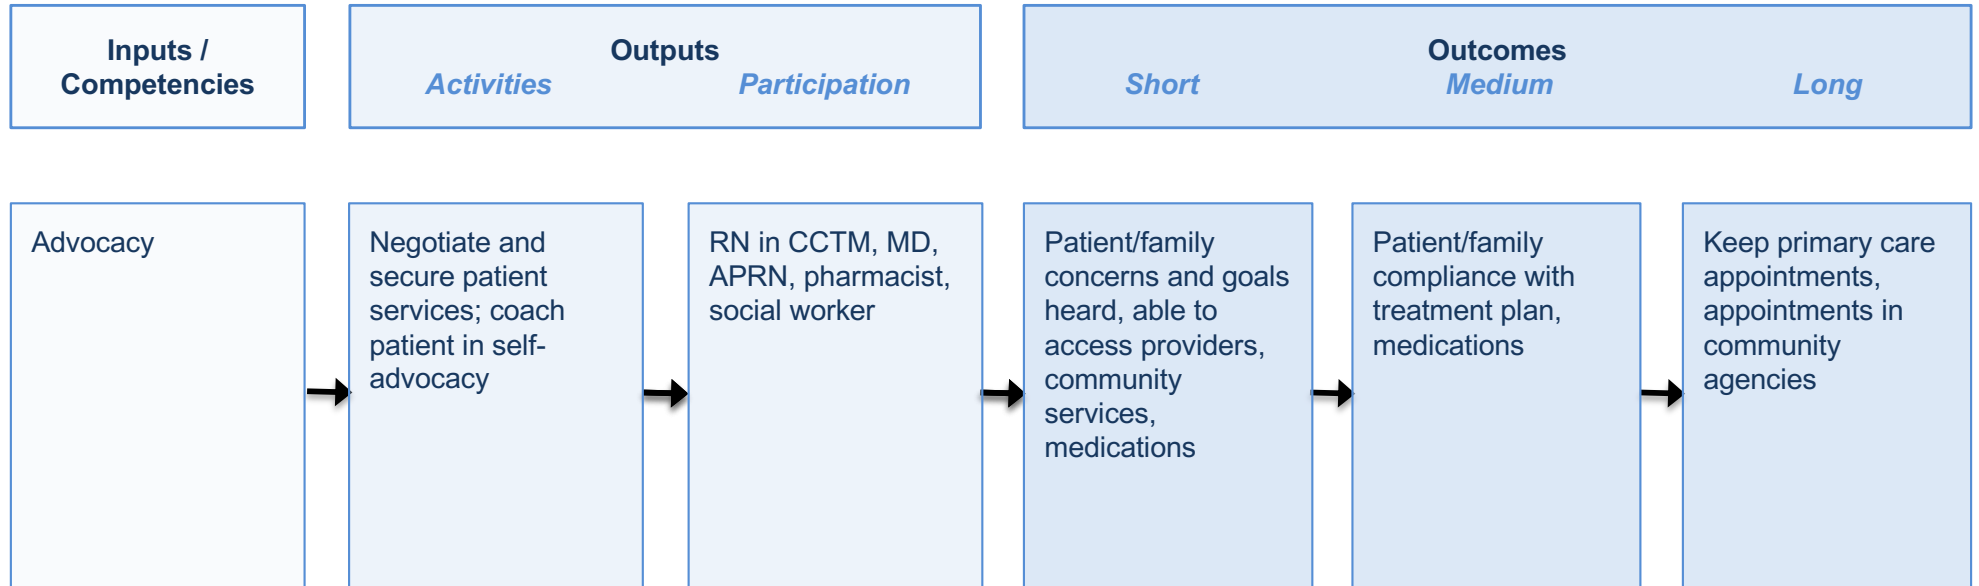 Inputs /
Competencies
Outputs
Activities Participation
Outcomes
Short Medium Long
Advocacy
Negotiate and
secure patient
services; coach
patient in self-
advocacy
RN in CCTM, MD,
APRN, pharmacist,
social worker
Patient/family
concerns and goals
heard, able to
access providers,
community
services,
medications
Patient/family
compliance with
treatment plan,
medications
Keep primary care
appointments,
appointments in
community
agencies